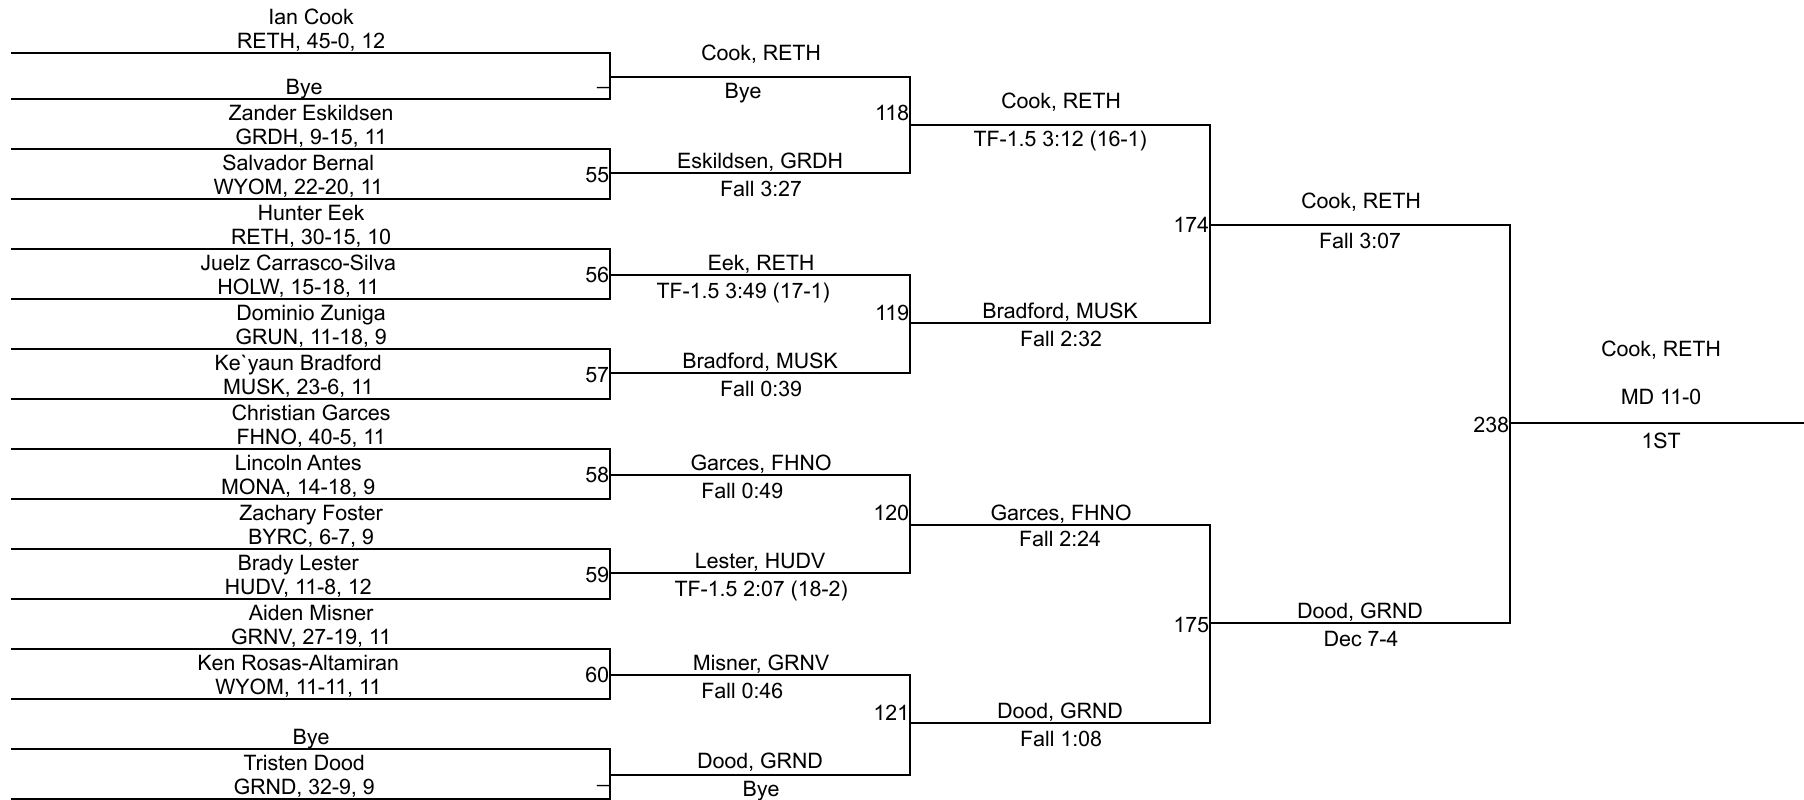 Ian Cook
RETH, 45-0, 12
Bye
Zander Eskildsen
GRDH, 9-15, 11
Salvador Bernal
WYOM, 22-20, 11
Hunter Eek
RETH, 30-15, 10
Juelz Carrasco-Silva
HOLW, 15-18, 11
Dominio Zuniga
GRUN, 11-18, 9
Ke`yaun Bradford
MUSK, 23-6, 11
Christian Garces
FHNO, 40-5, 11
Lincoln Antes
MONA, 14-18, 9
Zachary Foster
BYRC, 6-7, 9
Brady Lester
HUDV, 11-8, 12
Aiden Misner
GRNV, 27-19, 11
Ken Rosas-Altamiran
WYOM, 11-11, 11
Bye
Tristen Dood
GRND, 32-9, 9
–
55
56
57
58
59
60
–
Cook, RETH
Bye
Eskildsen, GRDH
Fall 3:27
Eek, RETH
TF-1.5 3:49 (17-1)
Bradford, MUSK
Fall 0:39
Garces, FHNO
Fall 0:49
Lester, HUDV
TF-1.5 2:07 (18-2)
Misner, GRNV
Fall 0:46
Dood, GRND
Bye
118
119
120
121
Cook, RETH
TF-1.5 3:12 (16-1)
Bradford, MUSK
Fall 2:32
Garces, FHNO
Fall 2:24
Dood, GRND
Fall 1:08
174
175
Cook, RETH
Fall 3:07
Dood, GRND
Dec 7-4
238
Cook, RETH
MD 11-0
1ST